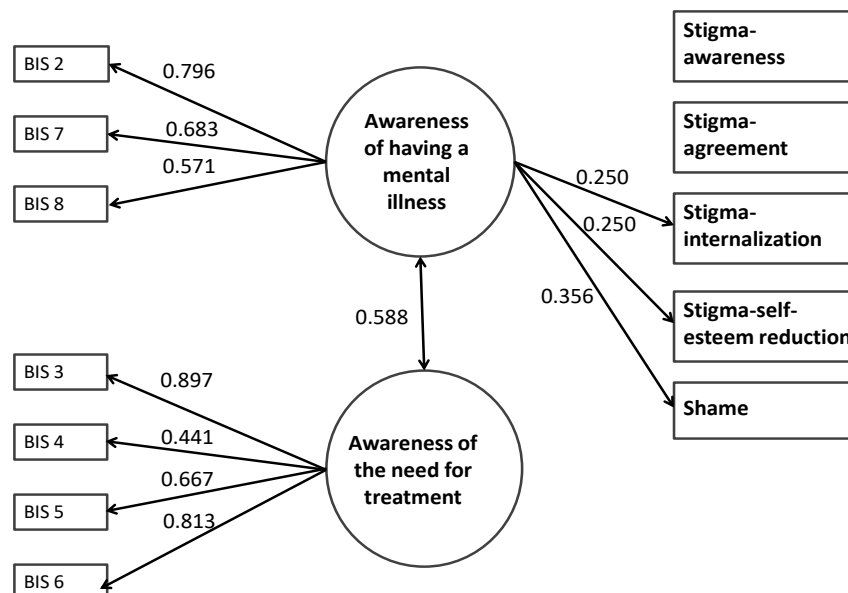 BIS 2
BIS 7
BIS 8
0.796
0.683
0.571
Awareness
of having a
mental
illness
Stigma-
awareness
Stigma-
agreement
Stigma-
internalization
Stigma-self-
esteem reduction
Shame
0.250
0.250
0.356
0.588
BIS 3
BIS 4
BIS 5
BIS 6
0.897
0.441
0.667
0.813
Awareness of
the need for
treatment